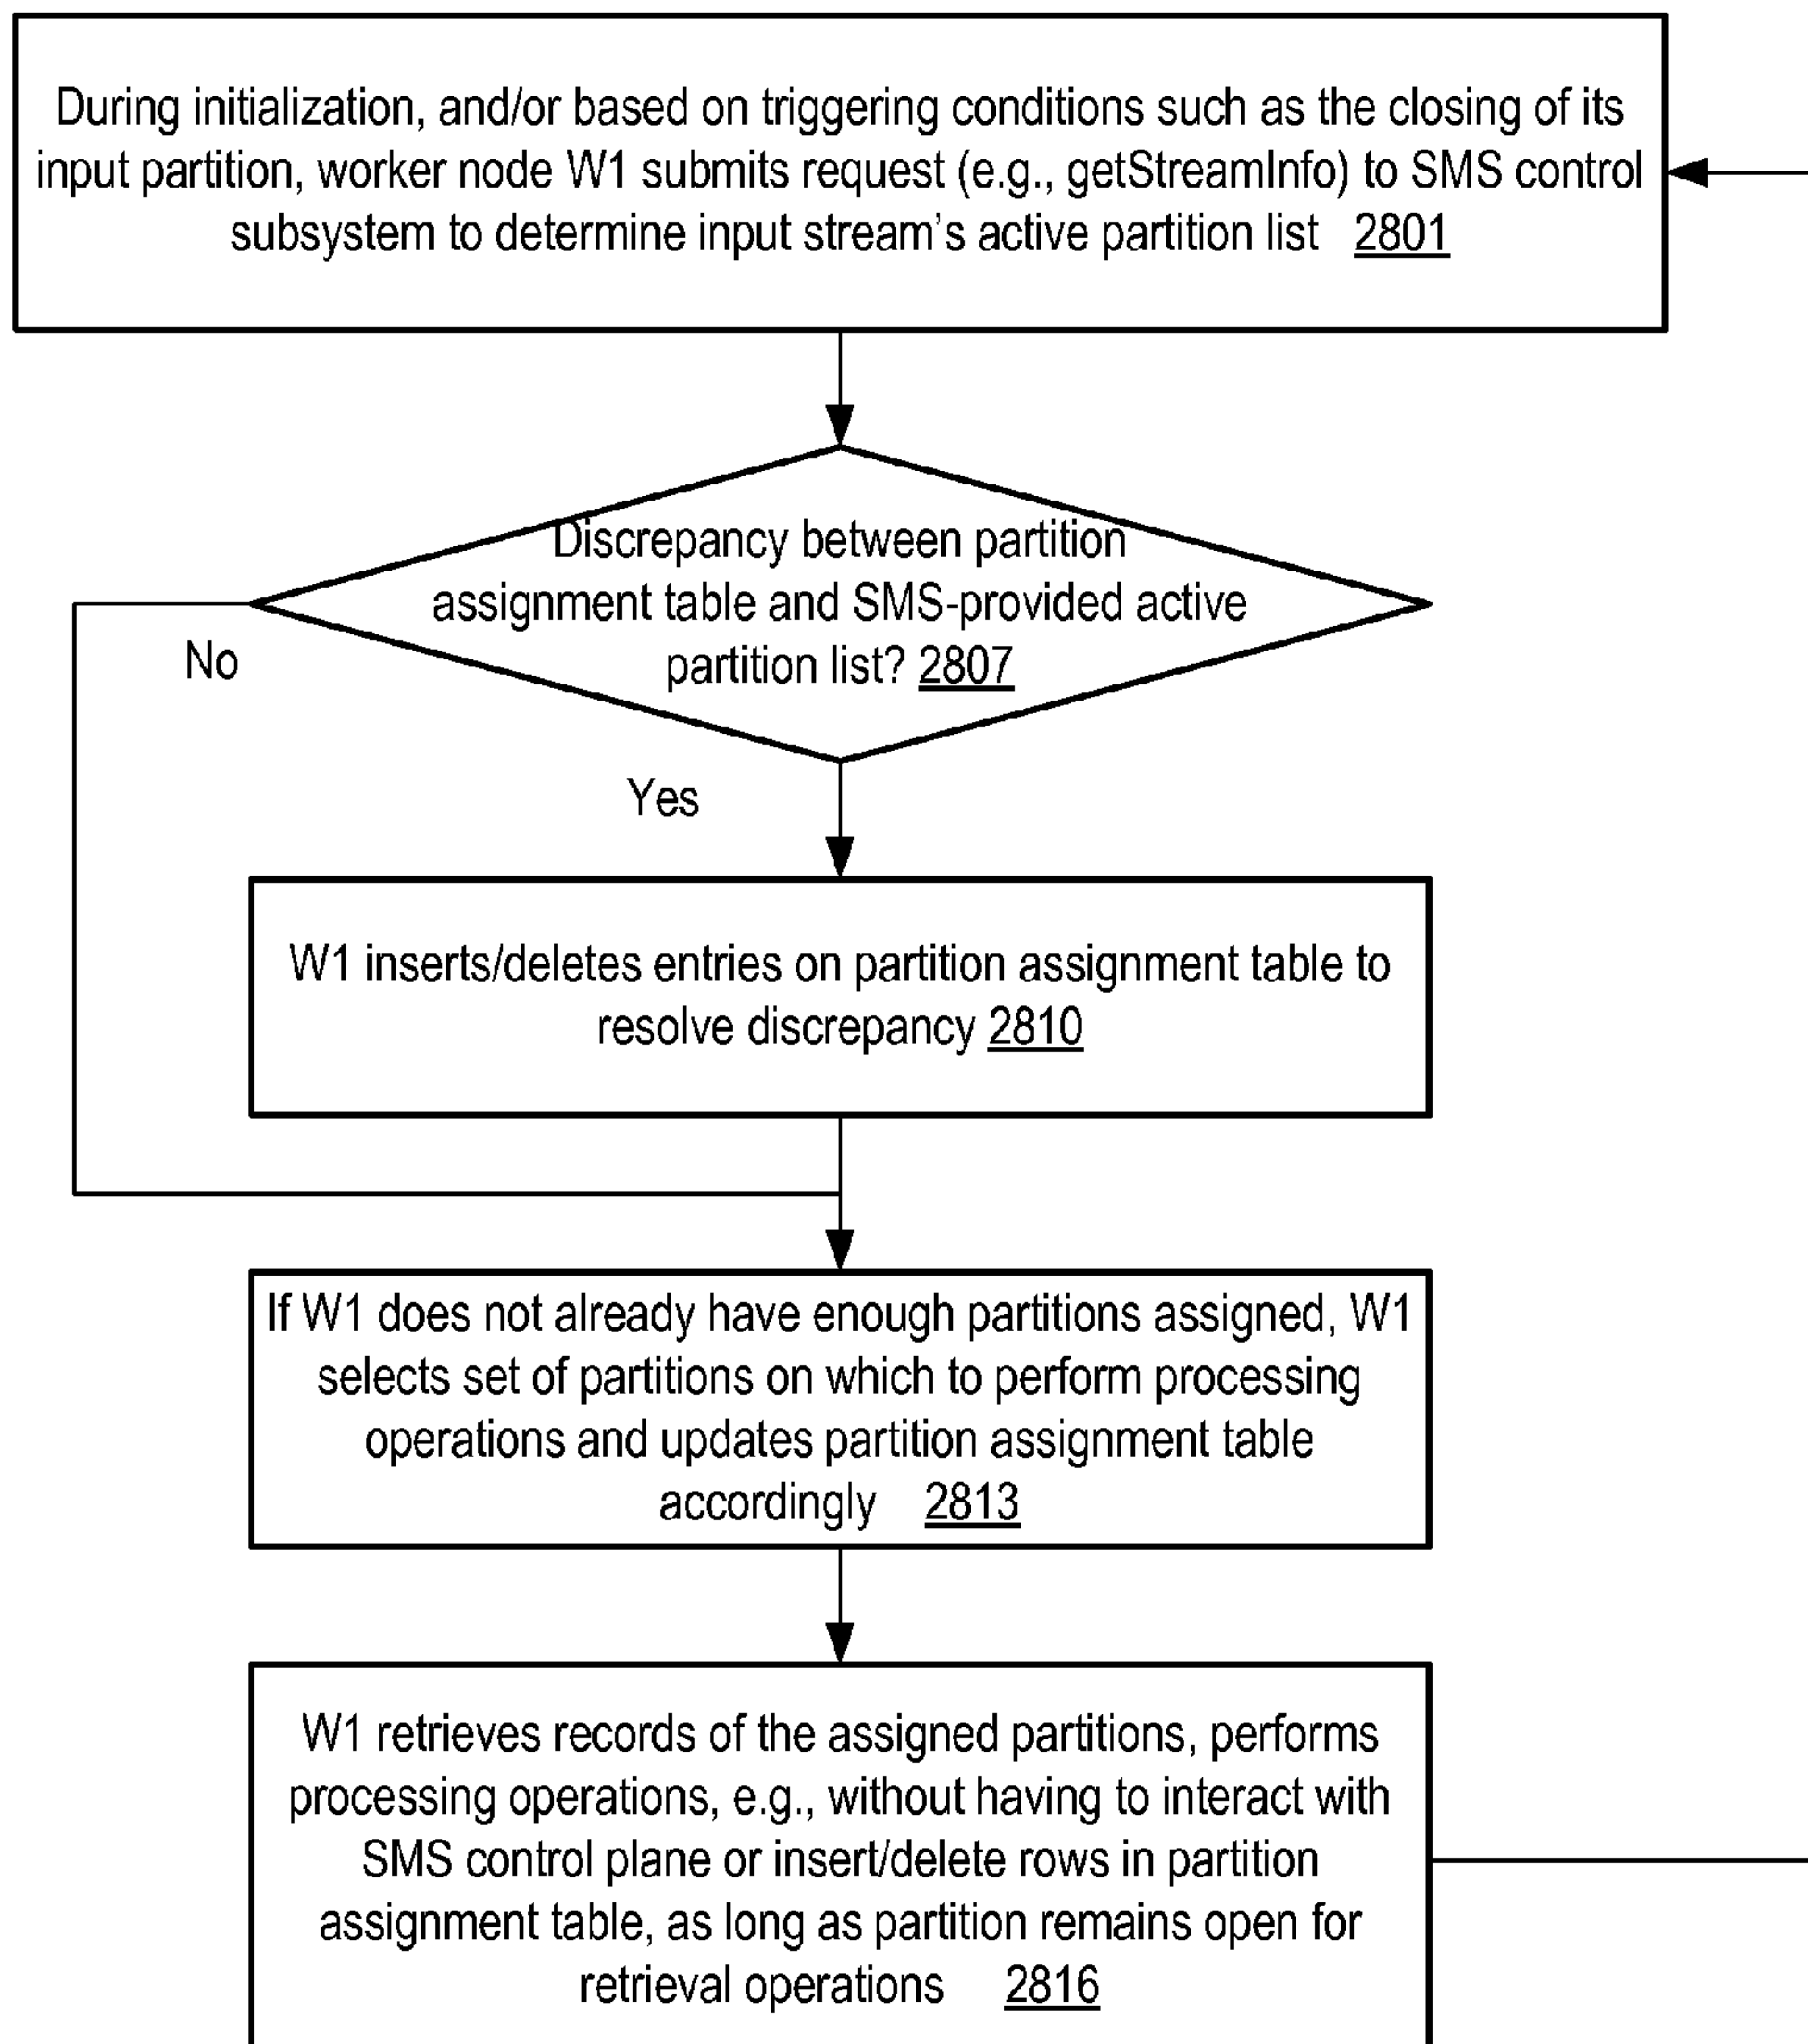 During initialization, and/or based on triggering conditions such as the closing of its
input partition, worker node W1 submits request (e.g., getStreamInfo) to SMS control
subsystem to determine input stream's active partition list 2801
Discrepancy between partition
assignment table and SMS-provided active
partition list? 2807
No
Yes
W1 inserts/deletes entries on partition assignment table to
resolve discrepancy 2810
If W1 does not already have enough partitions assigned, W1
selects set of partitions on which to perform processing
operations and updates partition assignment table
accordingly 2813
W1 retrieves records of the assigned partitions, performs
processing operations, e.g., without having to interact with
SMS control plane or insert/delete rows in partition
assignment table, as long as partition remains open for
retrieval operations 2816